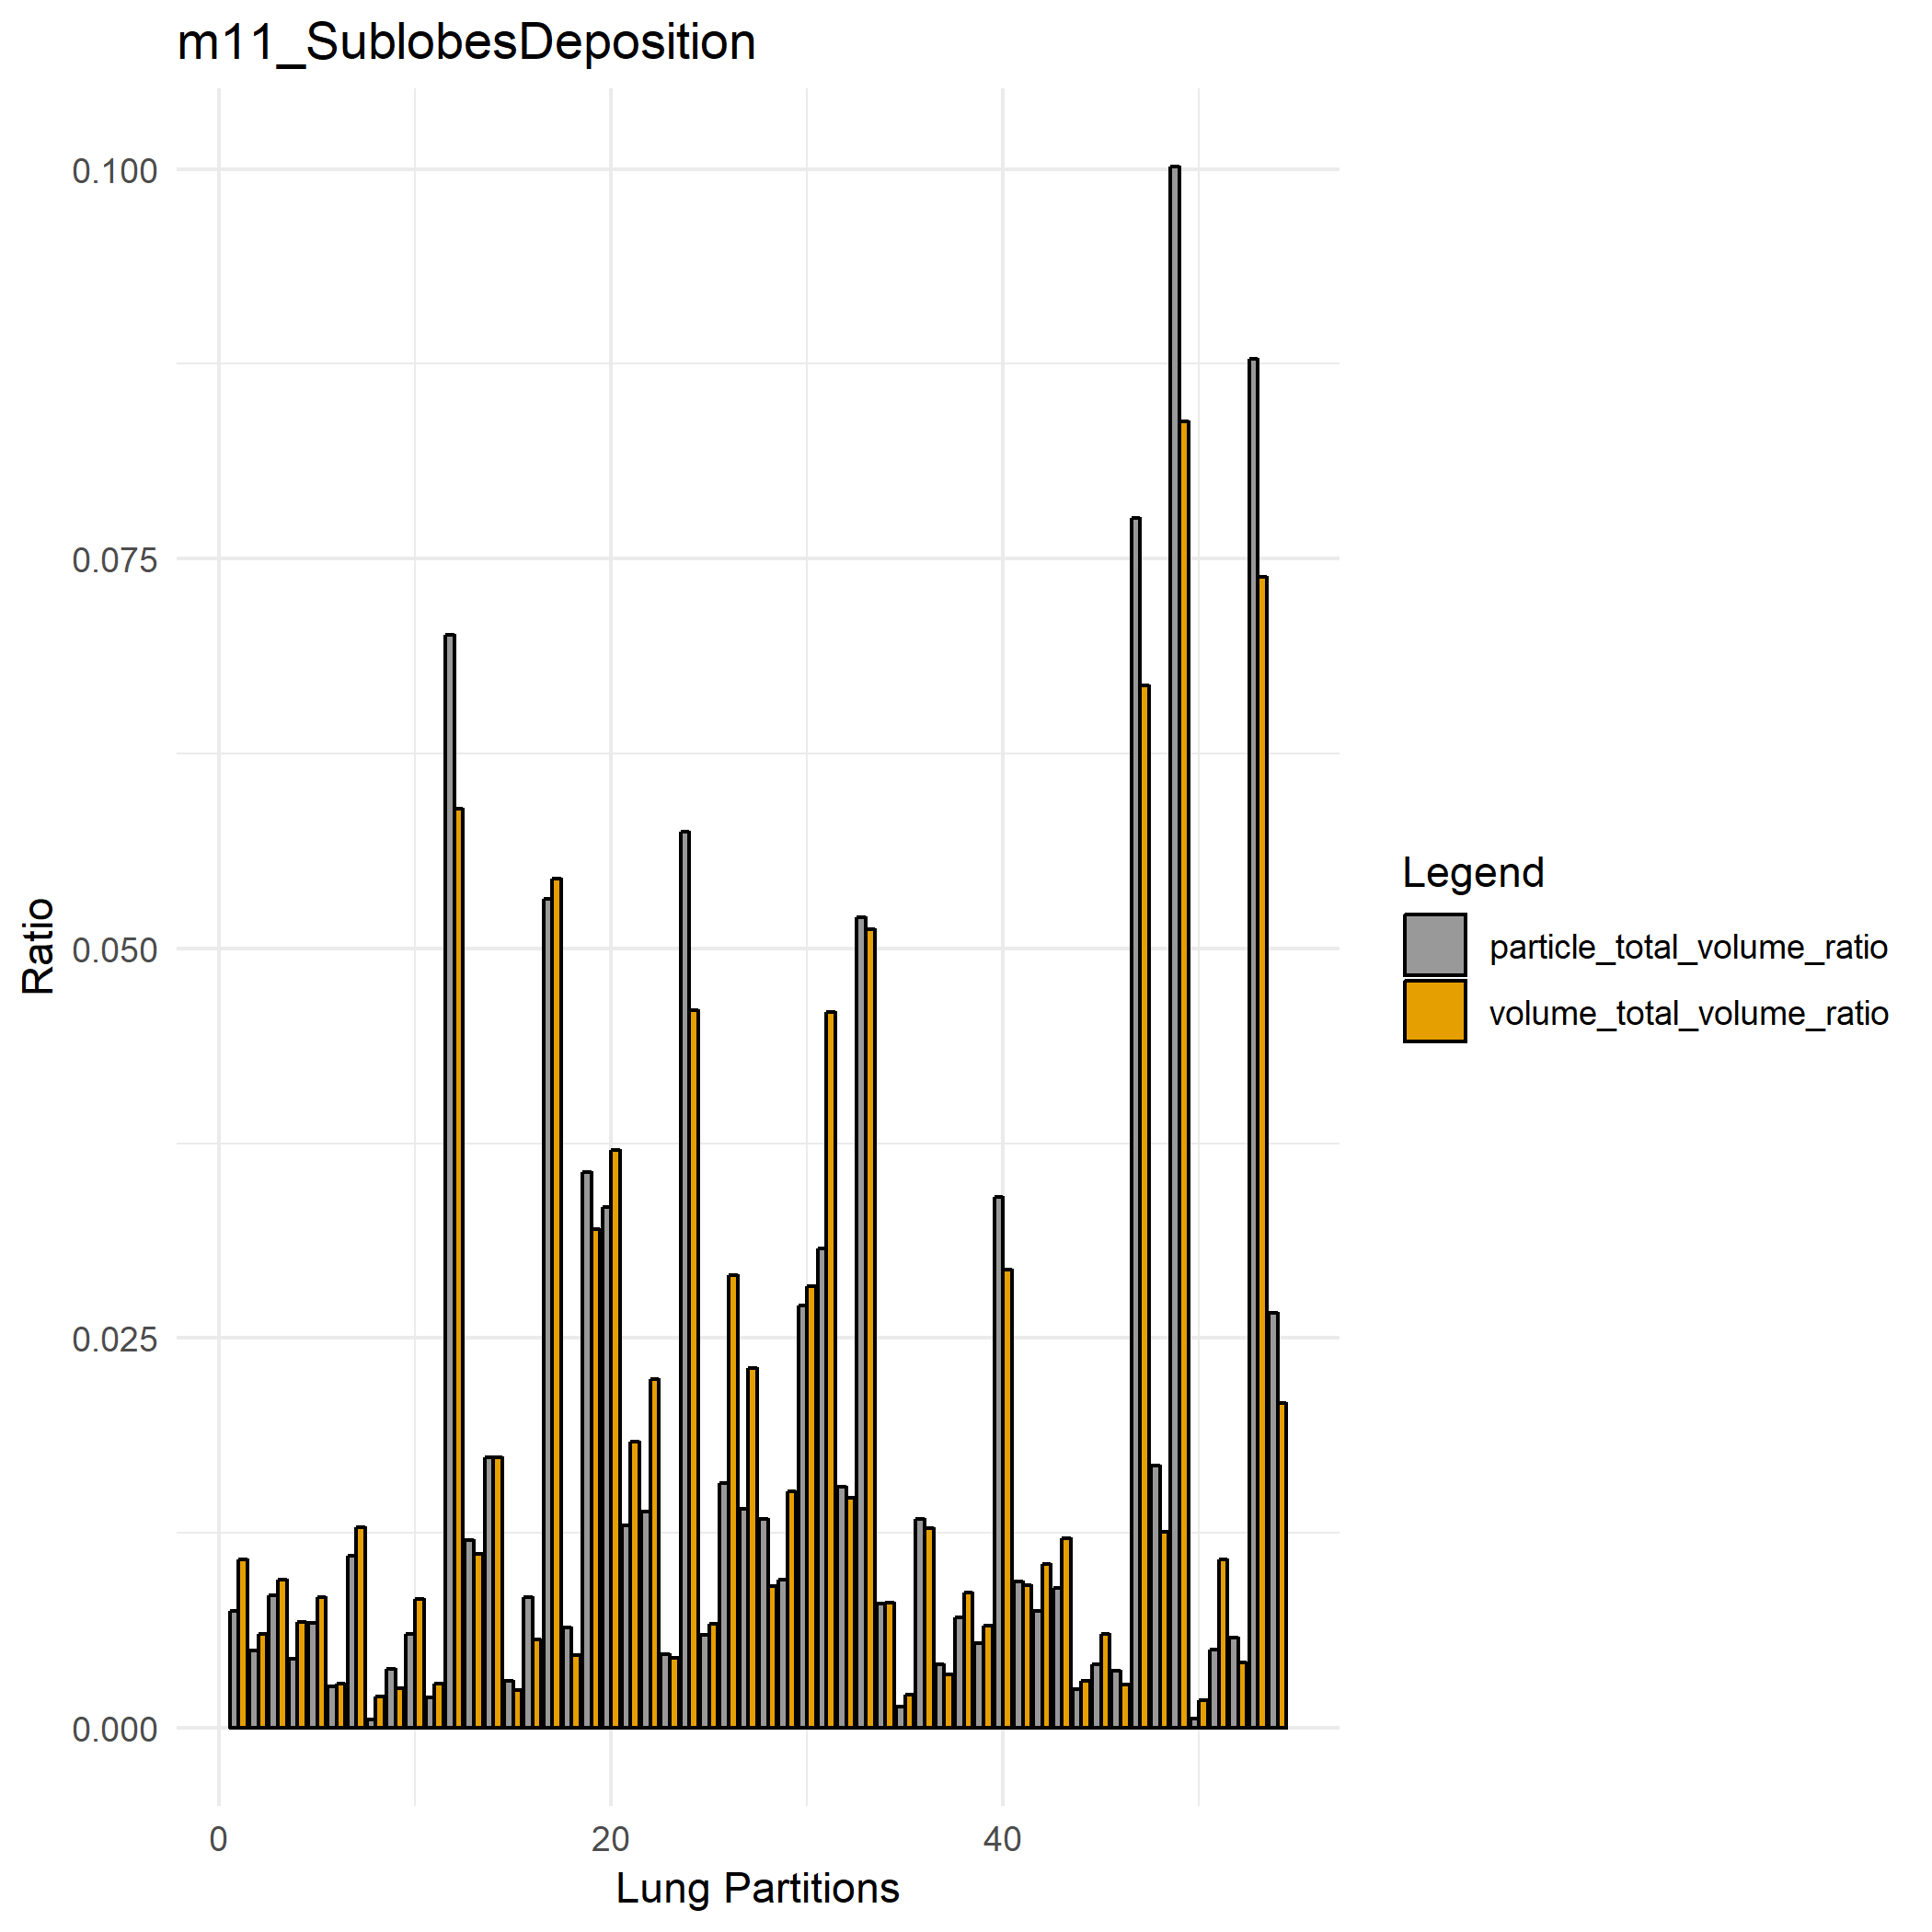 m11_SublobesDeposition
0.100
0.075
0.050
0.025
0.000
Ratio
0
20
40
Lung Partitions
Legend
particle_total_volume_ratio
volume_total_volume_ratio